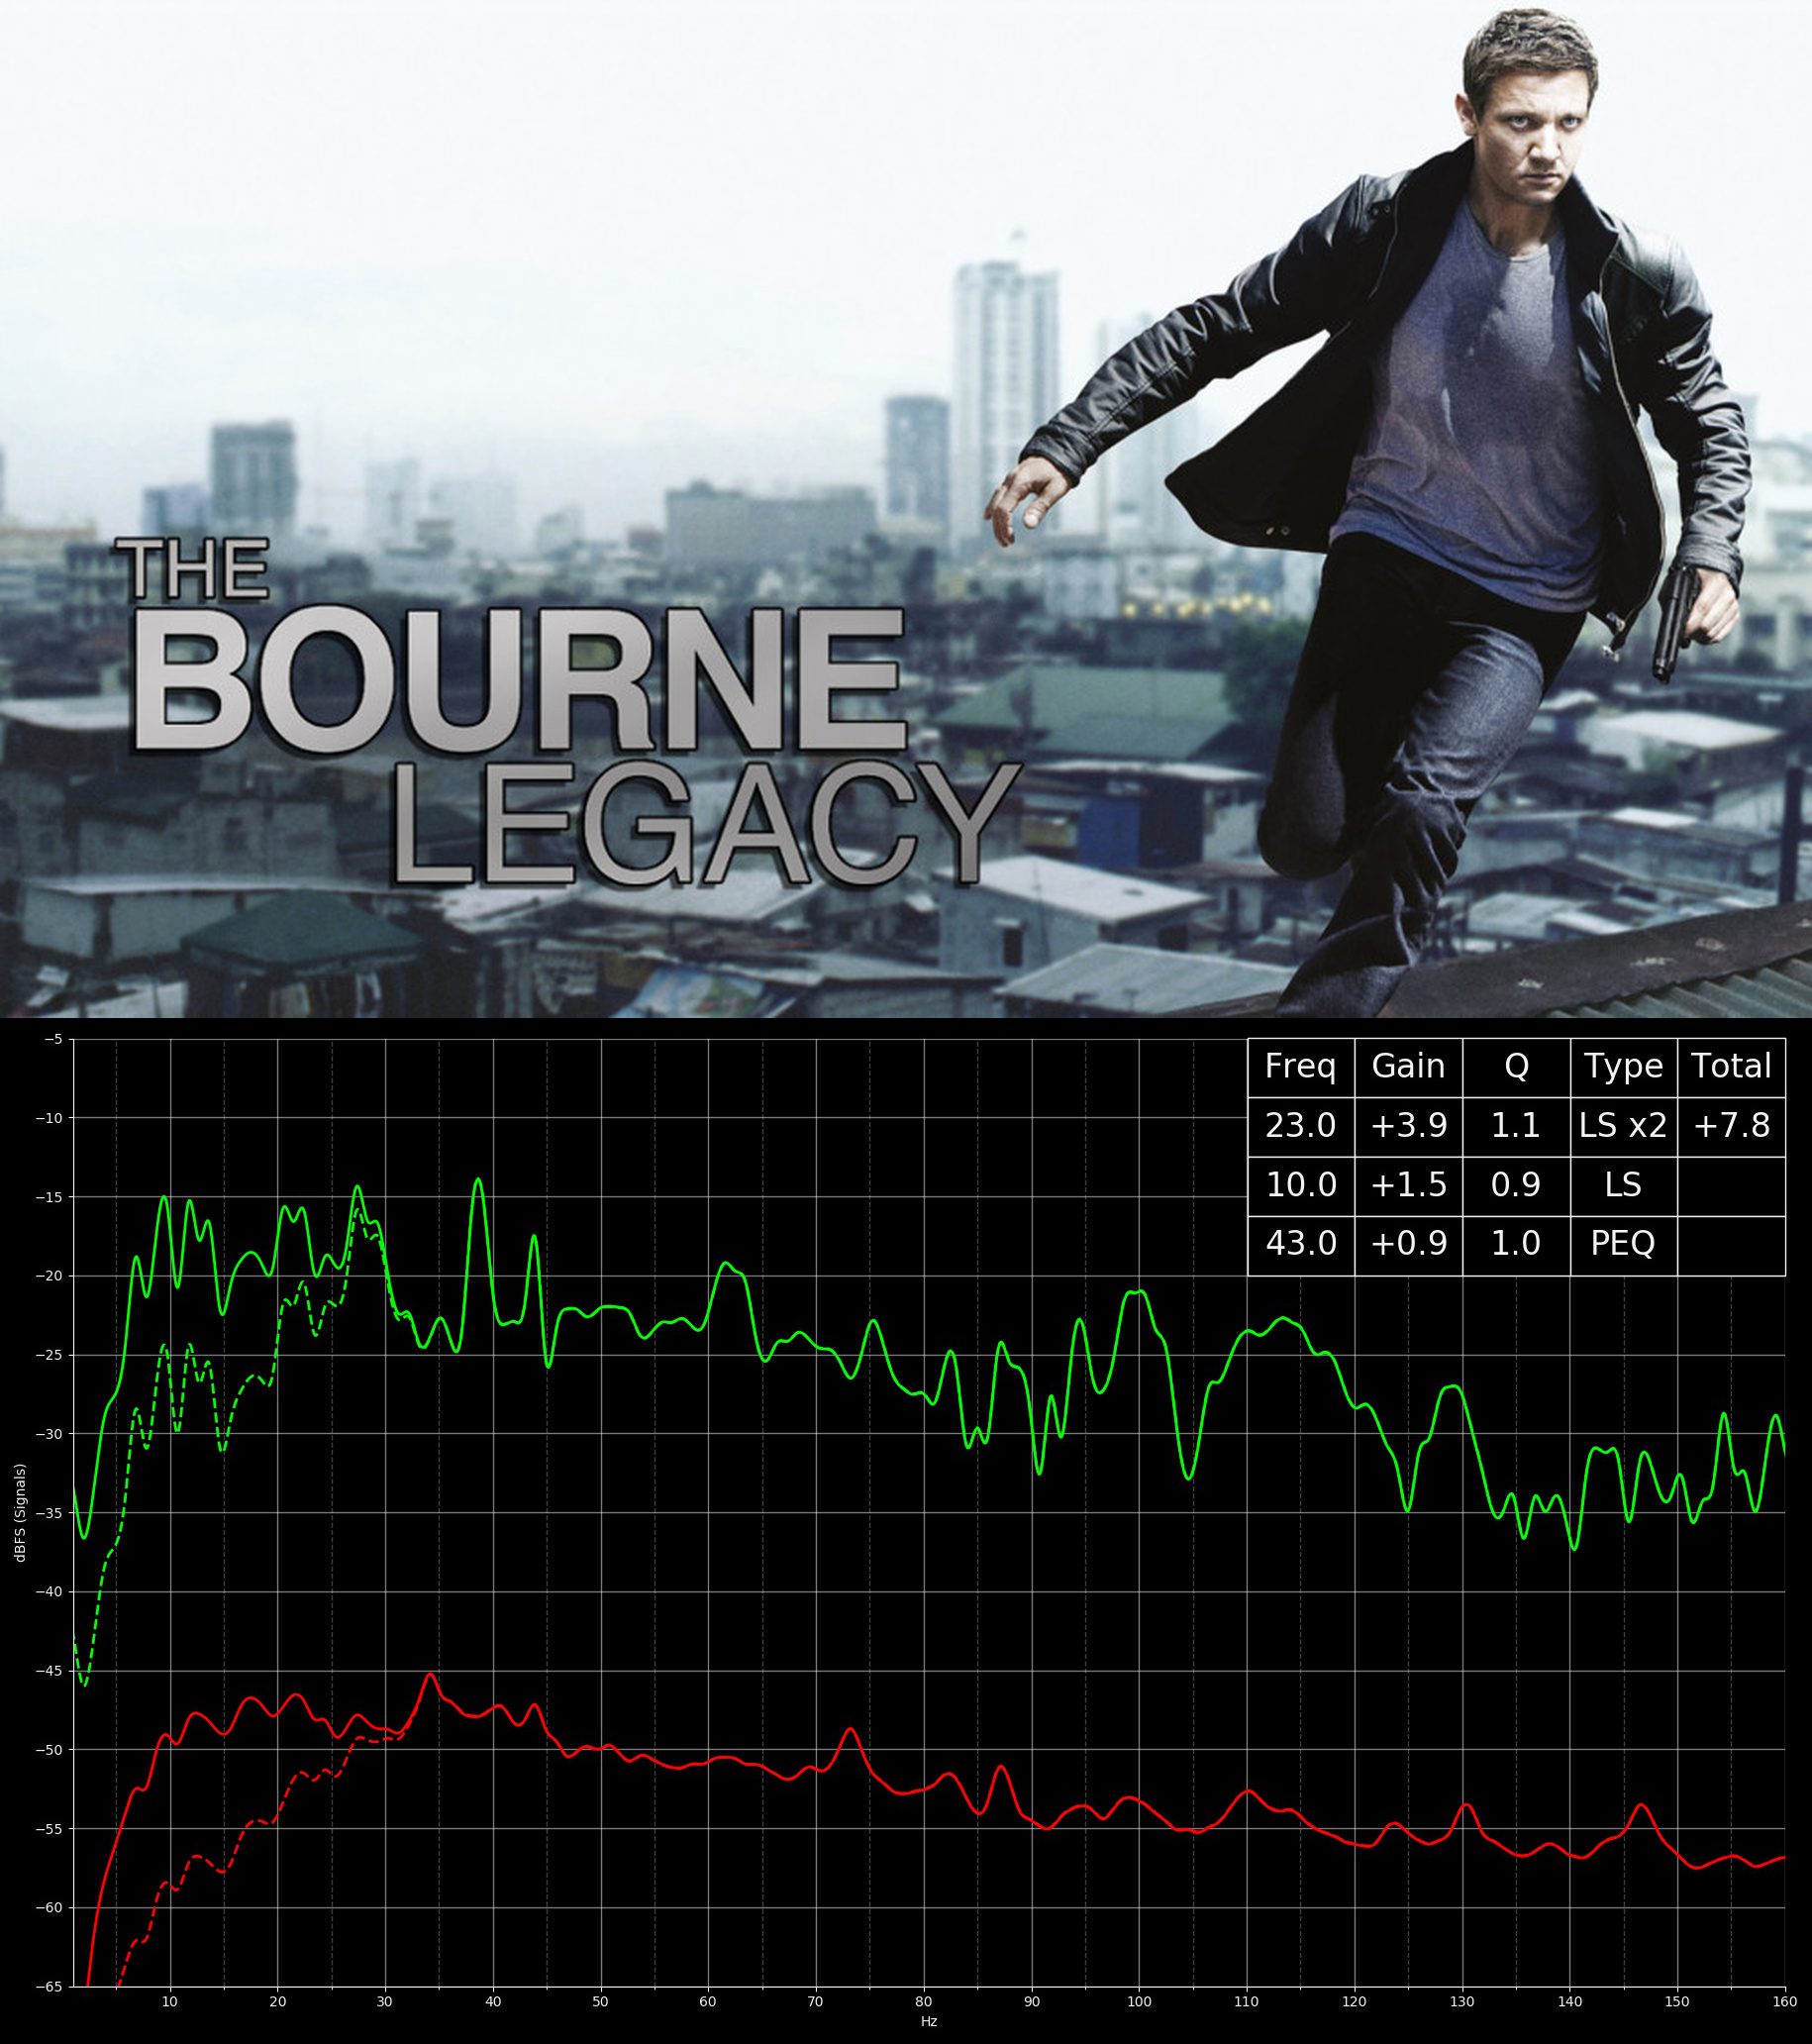 THE
BOURNE
LEGACY
Freq Gain Q Type Total
23.0 +3.9 1.1 LS x2 +7.8
10.0 +1.5 0.9 LS
43.0 +0.9 1.0 PEQ
−5
−10
−15
−20
−25
−30
−35
−40
−45
−50
−55
−60
−65
dBFS (Signals)
10 20 30 40 50 60 70 80 90 100 110 120 130 140 150 160
Hz